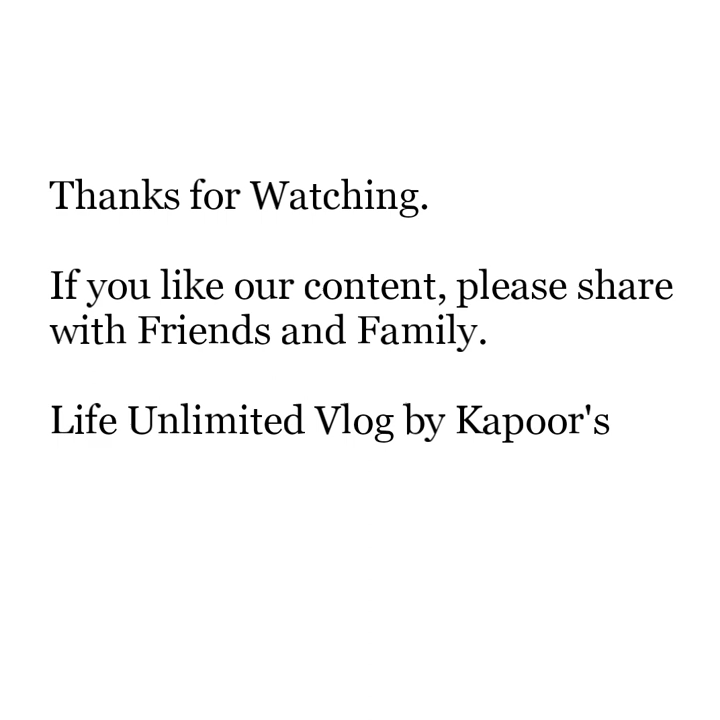 Thanks for Watching.
If you like our content, please share
with Friends and Family.
Life Unlimited Vlog by Kapoor's